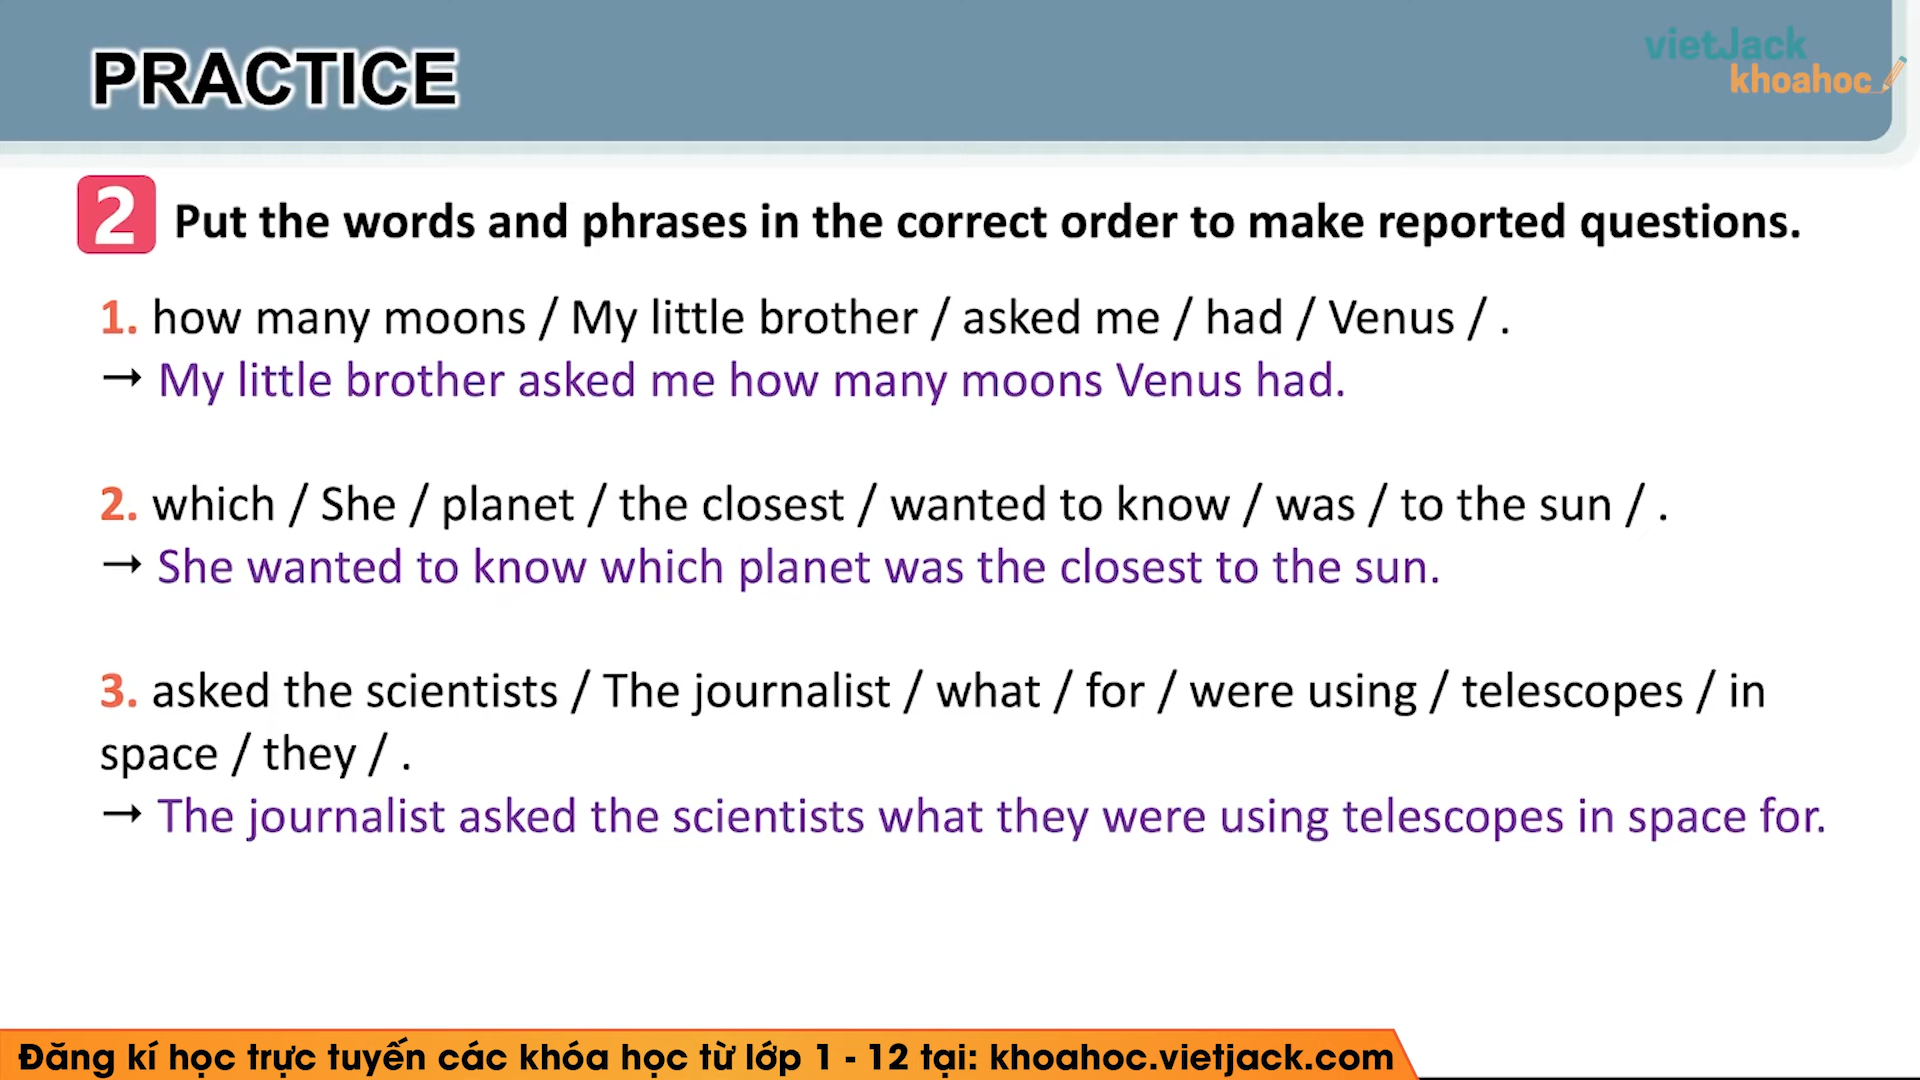 PRACTICE
vietJack
khoahoc
2 Put the words and phrases in the correct order to make reported questions.
1. how many moons / My little brother / asked me / had / Venus / .
→ My little brother asked me how many moons Venus had.
2. which / She / planet / the closest / wanted to know / was / to the sun / .
→ She wanted to know which planet was the closest to the sun.
3. asked the scientists / The journalist / what / for / were using / telescopes / in
space / they / .
→ The journalist asked the scientists what they were using telescopes in space for.
Đăng kí học trực tuyến các khóa học từ lớp 1 - 12 tại: khoahoc.vietjack.com